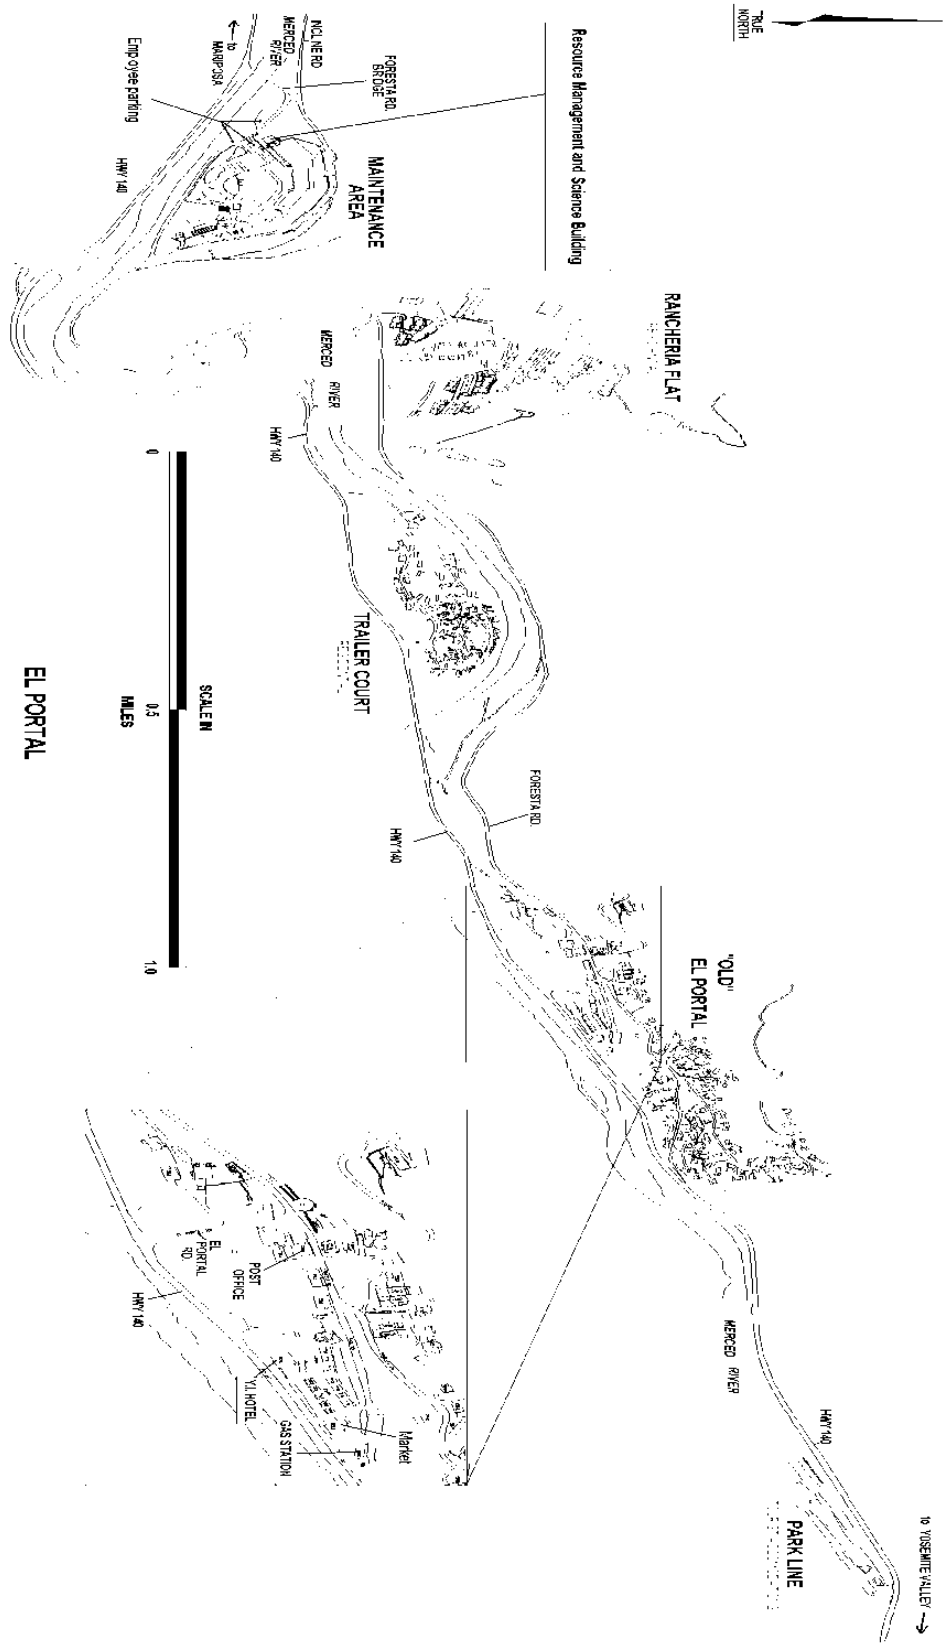 TRUE
NORTH
INCLINE RD
MERCED
RIVER
to
MARIPOSA
Employee parking
FORESTA RD.
BRIDGE
HWY 140
MAINTENANCE
AREA
Resource Management and Science Building
RANCHERIA FLAT
MERCED RIVER
HWY 140
TRAILER COURT
FORESTA RD.
HWY 140
"OLD"
EL PORTAL
MERCED RIVER
HWY 140
PARK LINE
to YOSEMITE VALLEY
EL
PORTAL
RD
POST
OFFICE
HWY 140
Y.I. HOTEL
GAS STATION
Market
SCALE IN
0 0.5 1.0
MILES
EL PORTAL